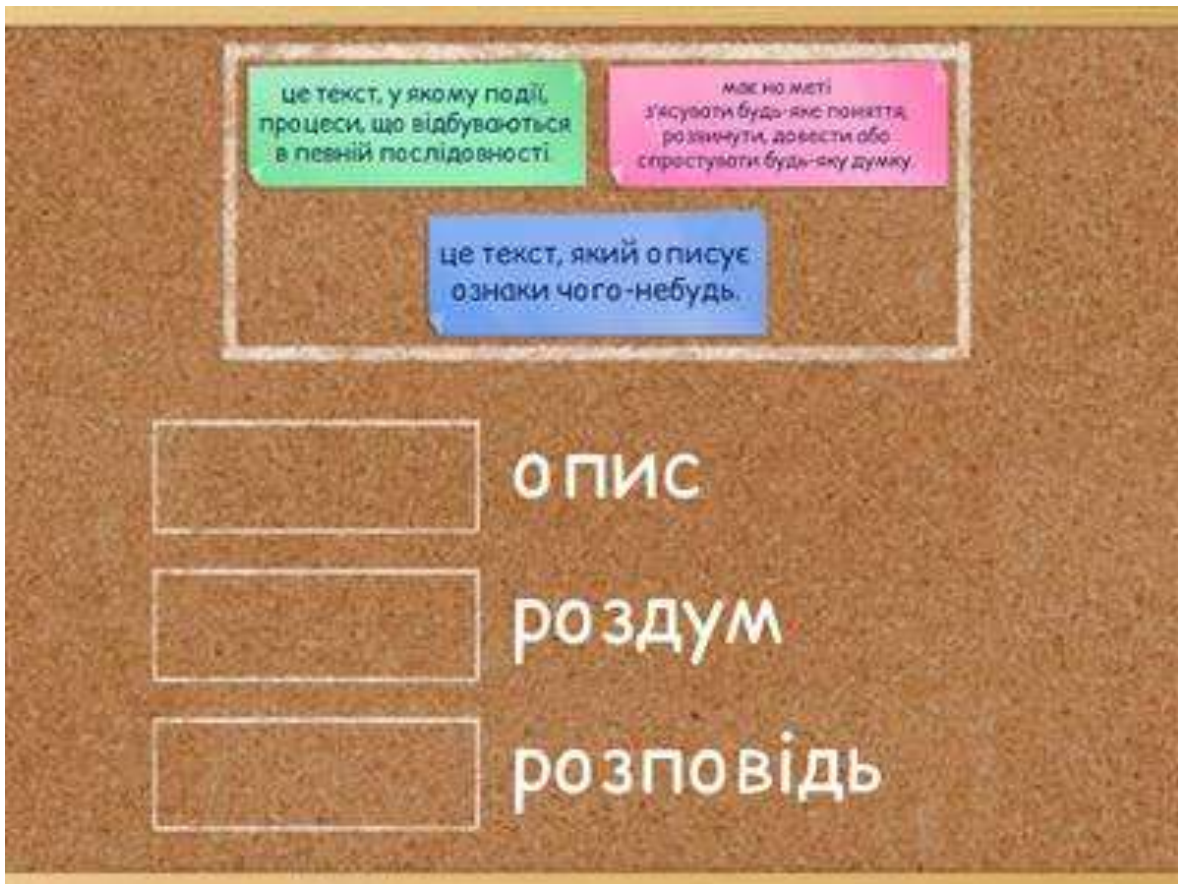 це текст, у якому події,
процеси, що відбуваються
в певній послідовності
має на меті
з'ясувати будь-яке поняття,
розвинути, довести або
спростувати будь-яку думку.
це текст, який описує
ознаки чого-небудь.
опис
роздум
розповідь